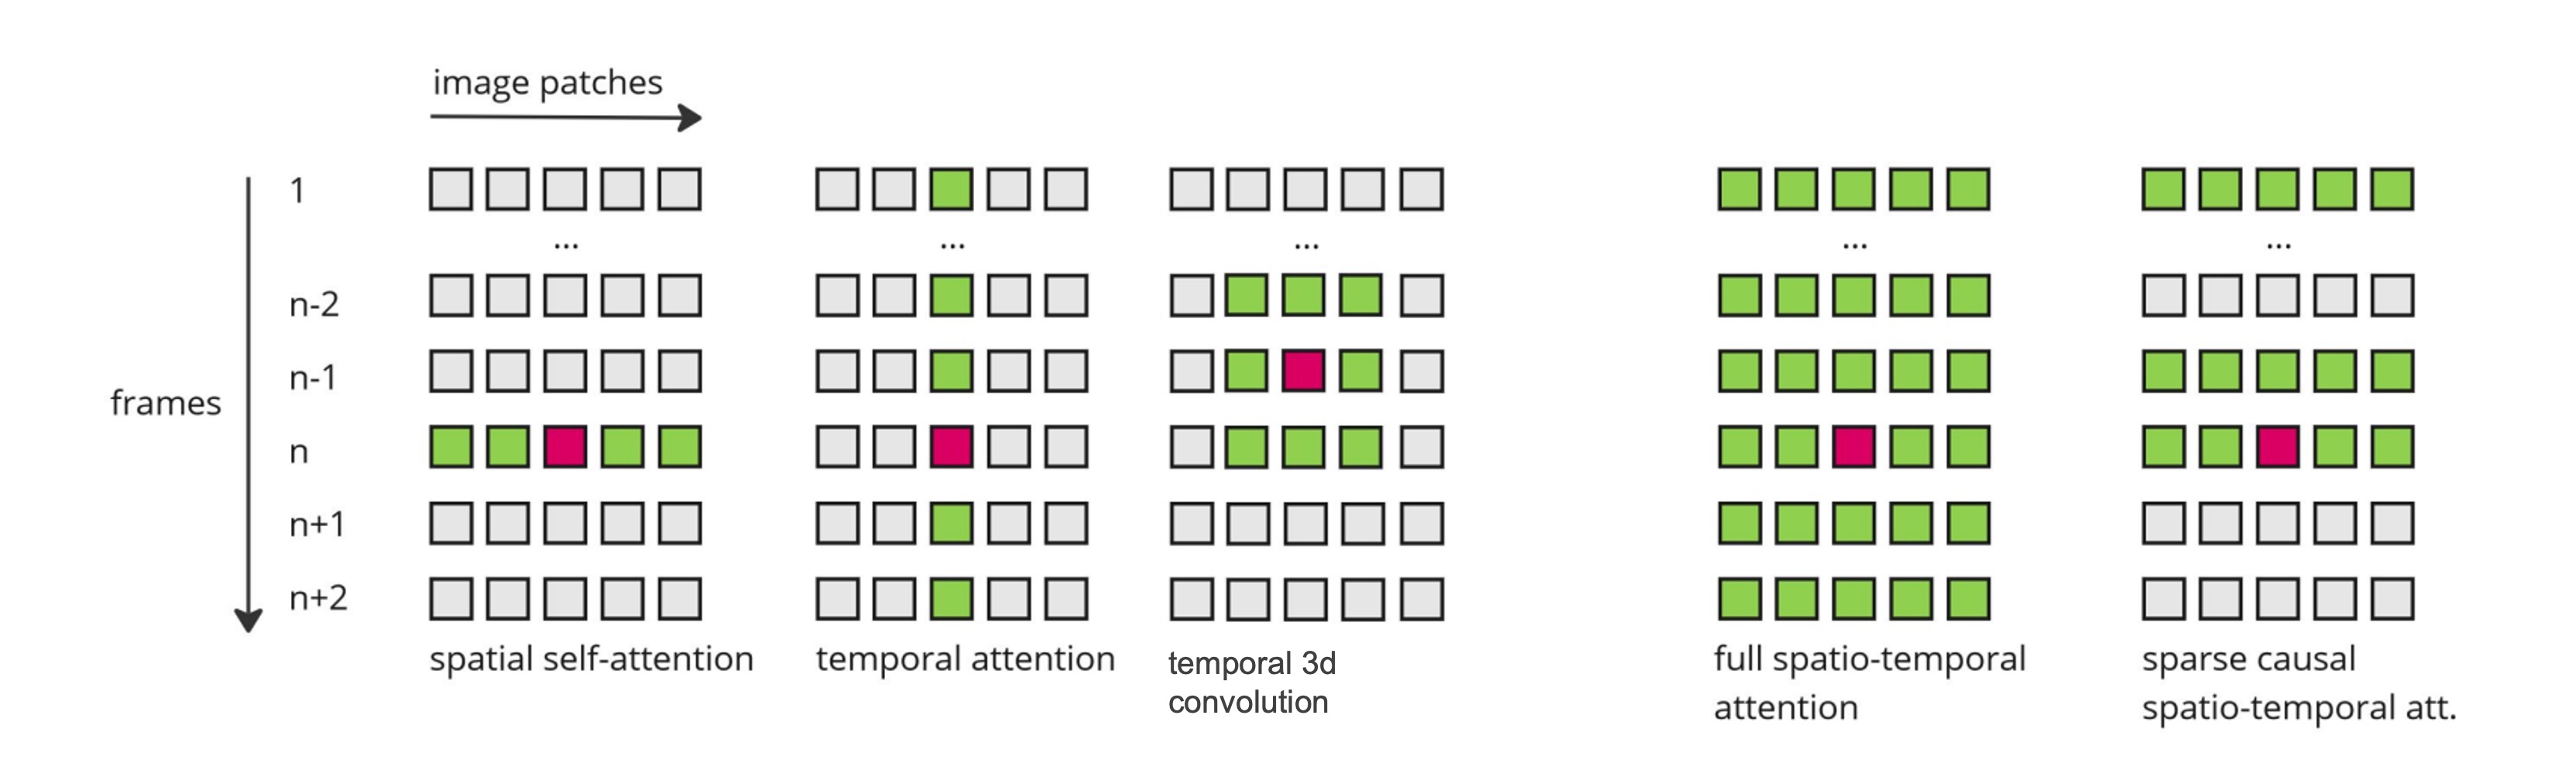 image patches
1
...
...
...
...
...
n-2
n-1
frames
n
n+1
n+2
spatial self-attention
temporal attention
temporal 3d
convolution
full spatio-temporal
attention
sparse causal
spatio-temporal att.